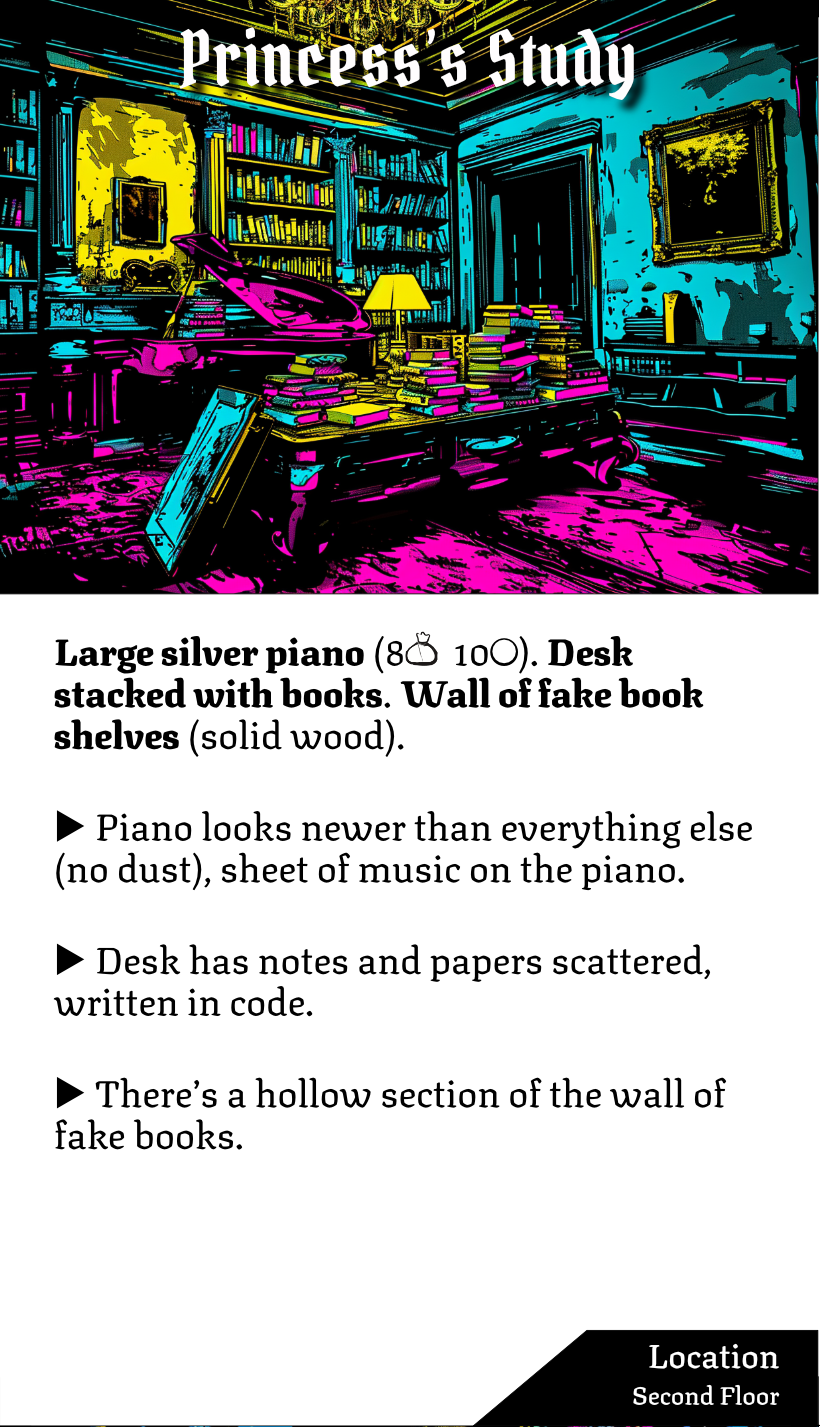 Princess's Study
Large silver piano (8 10). Desk
stacked with books. Wall of fake book
shelves (solid wood).
▶ Piano looks newer than everything else
(no dust), sheet of music on the piano.
▶ Desk has notes and papers scattered,
written in code.
▶ There's a hollow section of the wall of
fake books.
Location
Second Floor